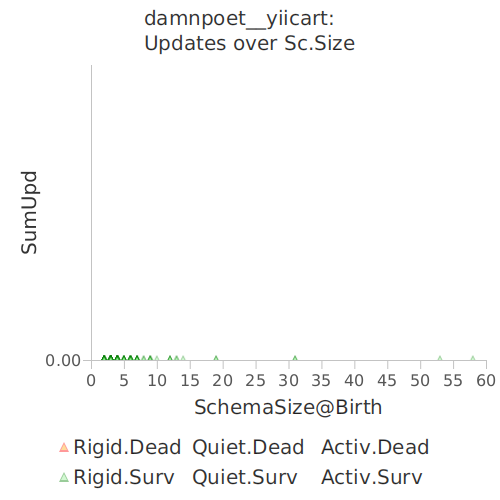 damnpoet__yiicart:
Updates over Sc.Size
SumUpd
0.00
0 5 10 15 20 25 30 35 40 45 50 55 60
SchemaSize@Birth
Rigid.Dead Quiet.Dead Activ.Dead
Rigid.Surv Quiet.Surv Activ.Surv